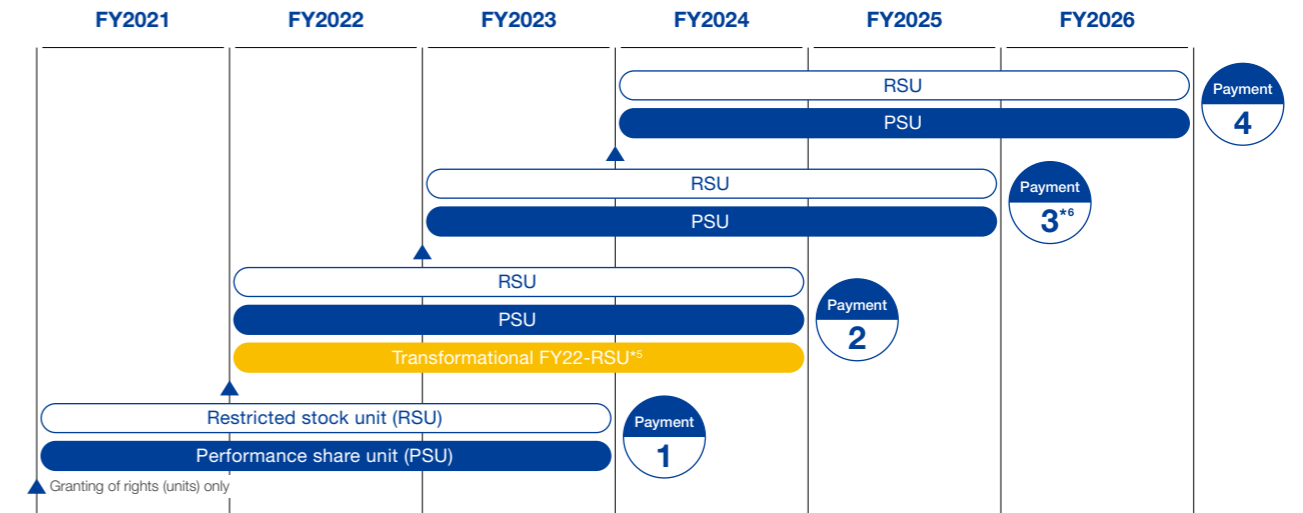 FY2021 FY2022 FY2023 FY2024 FY2025 FY2026
RSU
PSU
Payment
4
RSU
PSU
Payment
3*6
RSU
PSU
Transformational FY22-RSU*5
Payment
2
Restricted stock unit (RSU)
Performance share unit (PSU)
Payment
1
Granting of rights (units) only